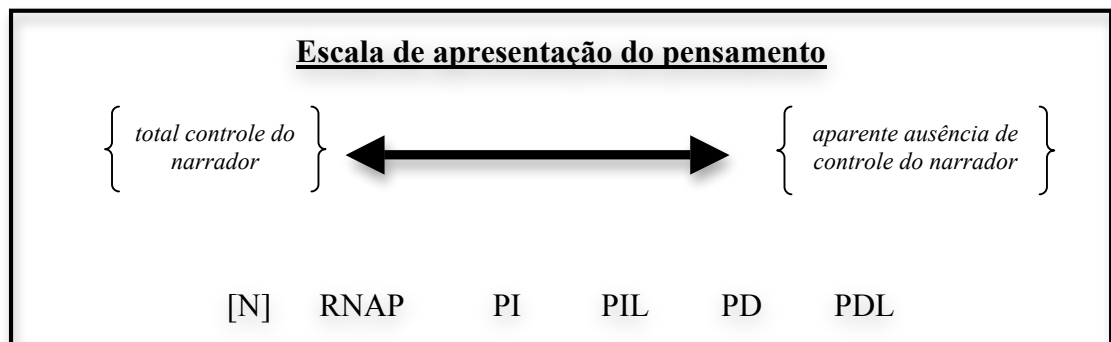 Escala de apresentação do pensamento
total controle do
narrador
aparente ausência de
controle do narrador
[N] RNAP PI PIL PD PDL